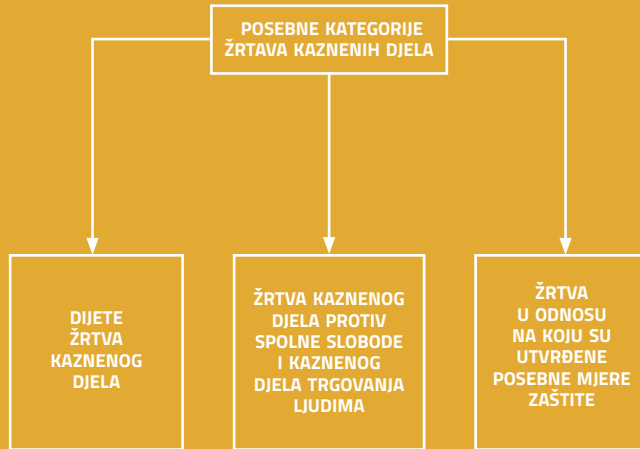 POSEBNE KATEGORIJE
ŽRTAVA KAZNENIH DJELA
DIJETE
ŽRTVA
KAZNENOG
DJELA
ŽRTVA KAZNENOG
DJELA PROTIV
SPOLNE SLOBODE
I KAZNENOG
DJELA TRGOVANJA
LJUDIMA
ŽRTVA
U ODNOSU
NA KOJU SU
UTVRĐENE
POSEBNE MJERE
ZAŠTITE